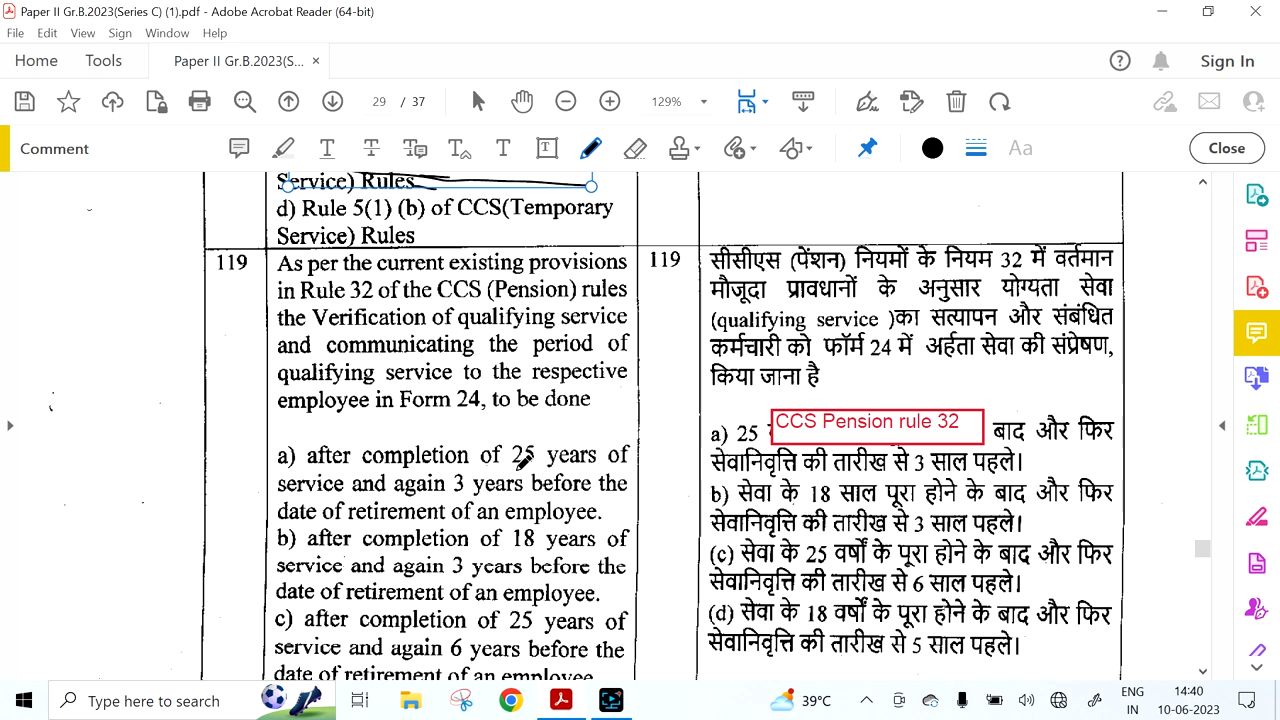 Paper II Gr.B.2023(Series C) (1).pdf - Adobe Acrobat Reader (64-bit)
File Edit View Sign Window Help
Home Tools Paper II Gr.B.2023(S... × Sign In
29 / 37 129%
Comment Aa Close
Service) Rules
d) Rule 5(1) (b) of CCS(Temporary
Service) Rules
119
As per the current existing provisions
in Rule 32 of the CCS (Pension) rules
the Verification of qualifying service
and communicating the period of
qualifying service to the respective
employee in Form 24, to be done
a) after completion of 25 years of
service and again 3 years before the
date of retirement of an employee.
b) after completion of 18 years of
service and again 3 years before the
date of retirement of an employee.
c) after completion of 25 years of
service and again 6 years before the
date of retirement of an employee
119
सीसीएस (पेंशन) नियमों के नियम 32 में वर्तमान
मौजूदा प्रावधानों के अनुसार योग्यता सेवा
(qualifying service )का सत्यापन और संबंधित
कर्मचारी को फॉर्म 24 में अर्हता सेवा की संप्रेषण,
किया जाना है
CCS Pension rule 32
a) 25 बाद और फिर
सेवानिवृत्ति की तारीख से 3 साल पहले।
b) सेवा के 18 साल पूरा होने के बाद और फिर
सेवानिवृत्ति की तारीख से 3 साल पहले।
(c) सेवा के 25 वर्षों के पूरा होने के बाद और फिर
सेवानिवृत्ति की तारीख से 6 साल पहले।
(d) सेवा के 18 वर्षों के पूरा होने के बाद और फिर
सेवानिवृत्ति की तारीख से 5 साल पहले।
Type here to search
39°C
ENG
IN
14:40
10-06-2023